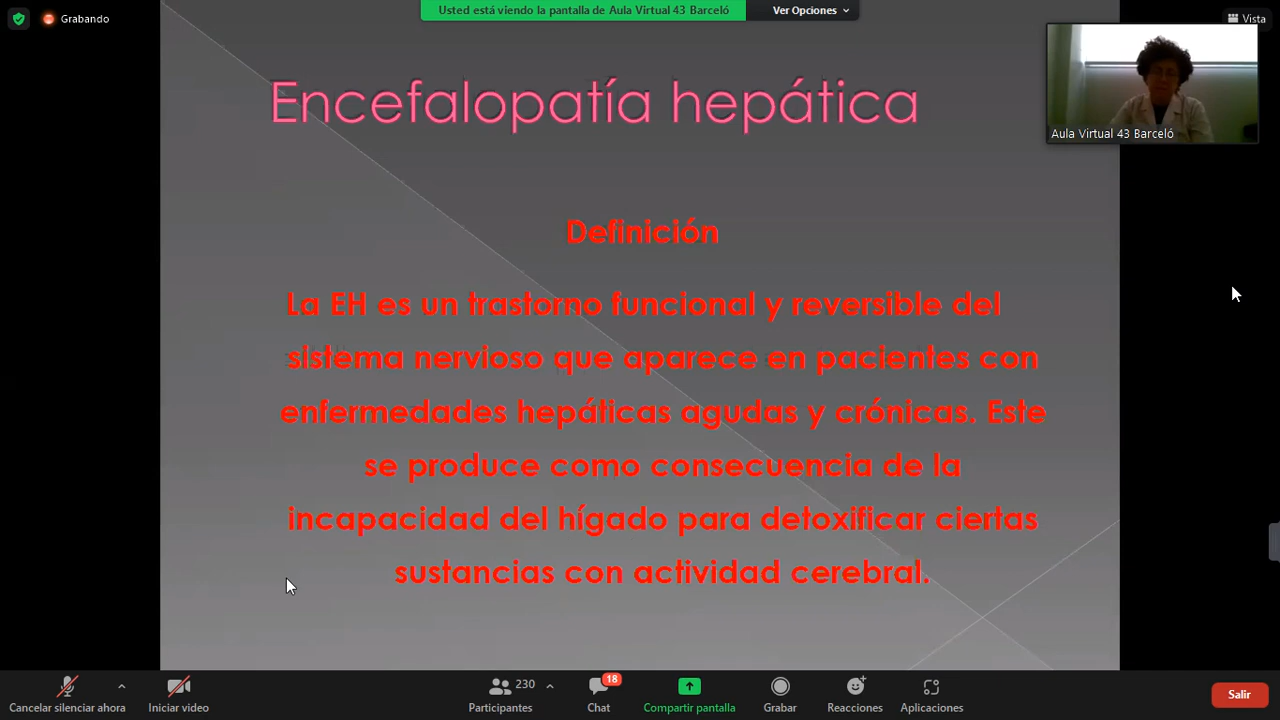 Grabando
Usted está viendo la pantalla de Aula Virtual 43 Barceló
Ver Opciones
Vista
Aula Virtual 43 Barceló
Encefalopatía hepática
Definición
La EH es un trastorno funcional y reversible del
sistema nervioso que aparece en pacientes con
enfermedades hepáticas agudas y crónicas. Este
se produce como consecuencia de la
incapacidad del hígado para detoxificar ciertas
sustancias con actividad cerebral.
Cancelar silenciar ahora
Iniciar video
230
Participantes
18
Chat
Compartir pantalla
Grabar
Reacciones
Aplicaciones
Salir